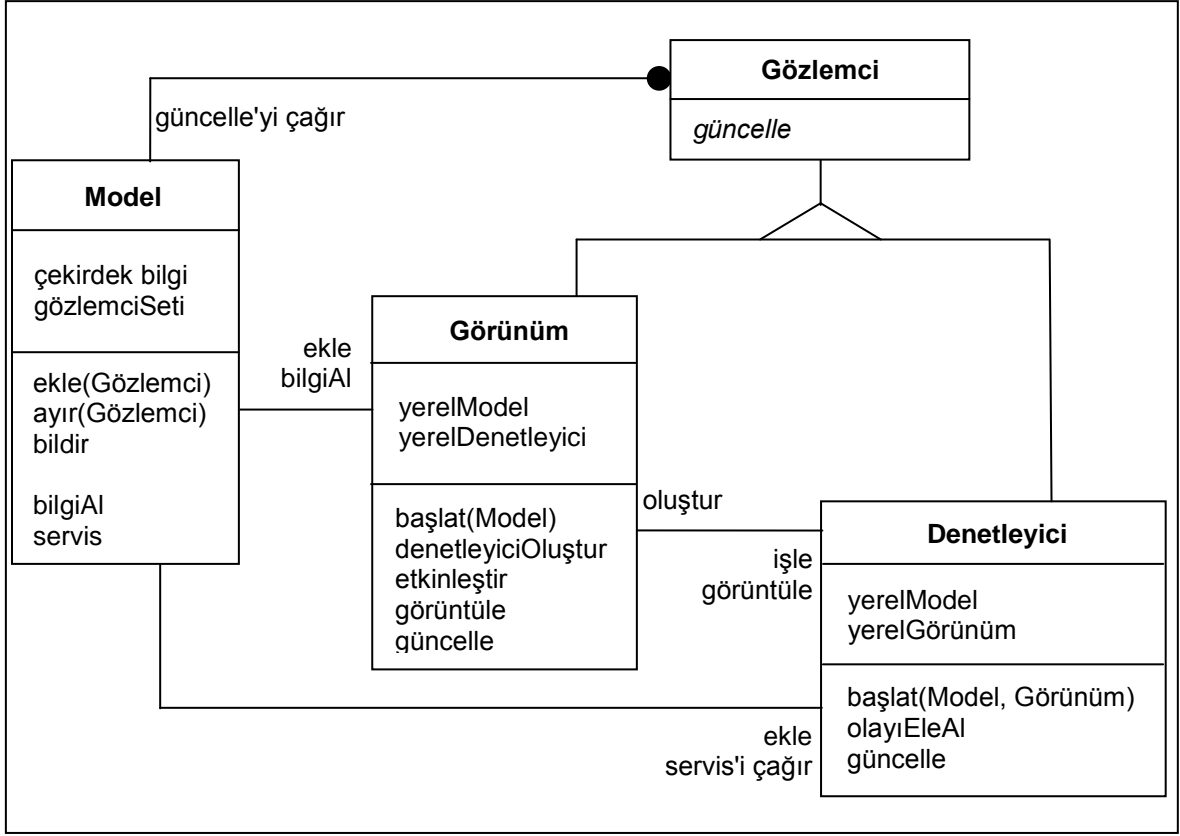 Gözlemci
güncelle
güncelle'yi çağır
Model
çekirdek bilgi
gözlemciSeti
ekle(Gözlemci)
ayır(Gözlemci)
bildir
bilgiAl
servis
ekle
bilgiAl
Görünüm
yerelModel
yerelDenetleyici
başlat(Model)
denetleyiciOluştur
etkinleştir
görüntüle
güncelle
oluştur
işle
görüntüle
Denetleyici
yerelModel
yerelGörünüm
başlat(Model, Görünüm)
olayıEleAl
güncelle
ekle
servis'i çağır